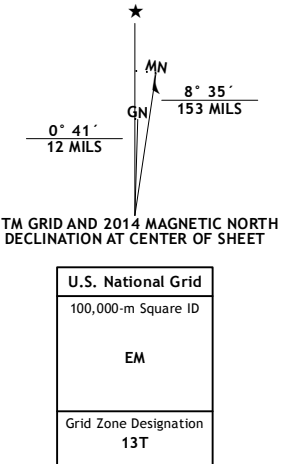 ★
MN
GN
8° 35´
153 MILS
0° 41´
12 MILS
TM GRID AND 2014 MAGNETIC NORTH
DECLINATION AT CENTER OF SHEET
U.S. National Grid
100,000-m Square ID
EM
Grid Zone Designation
13T